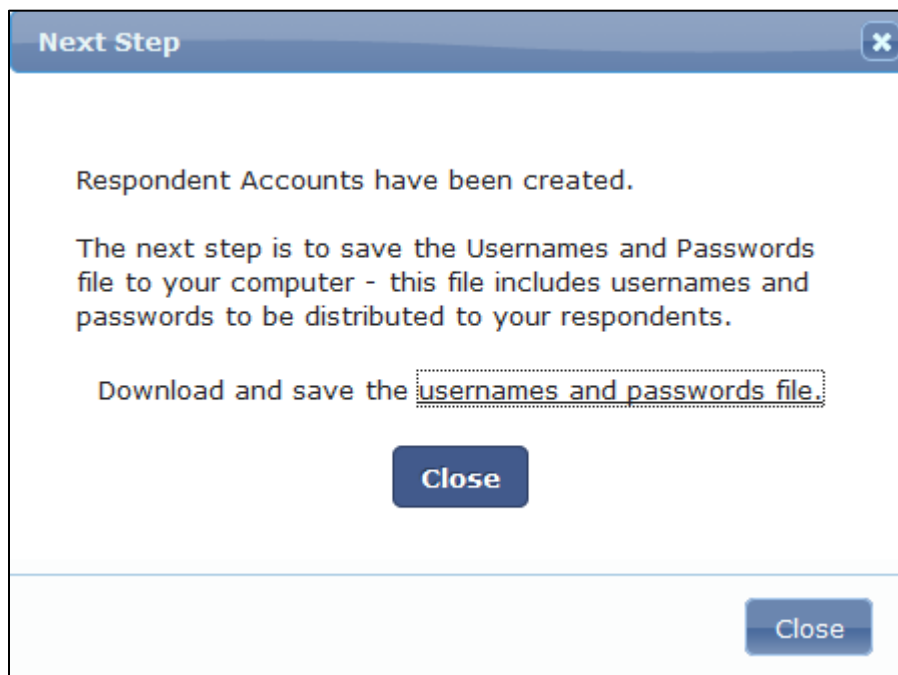 Next Step
Respondent Accounts have been created.
The next step is to save the Usernames and Passwords
file to your computer - this file includes usernames and
passwords to be distributed to your respondents.
Download and save the usernames and passwords file.
Close
Close